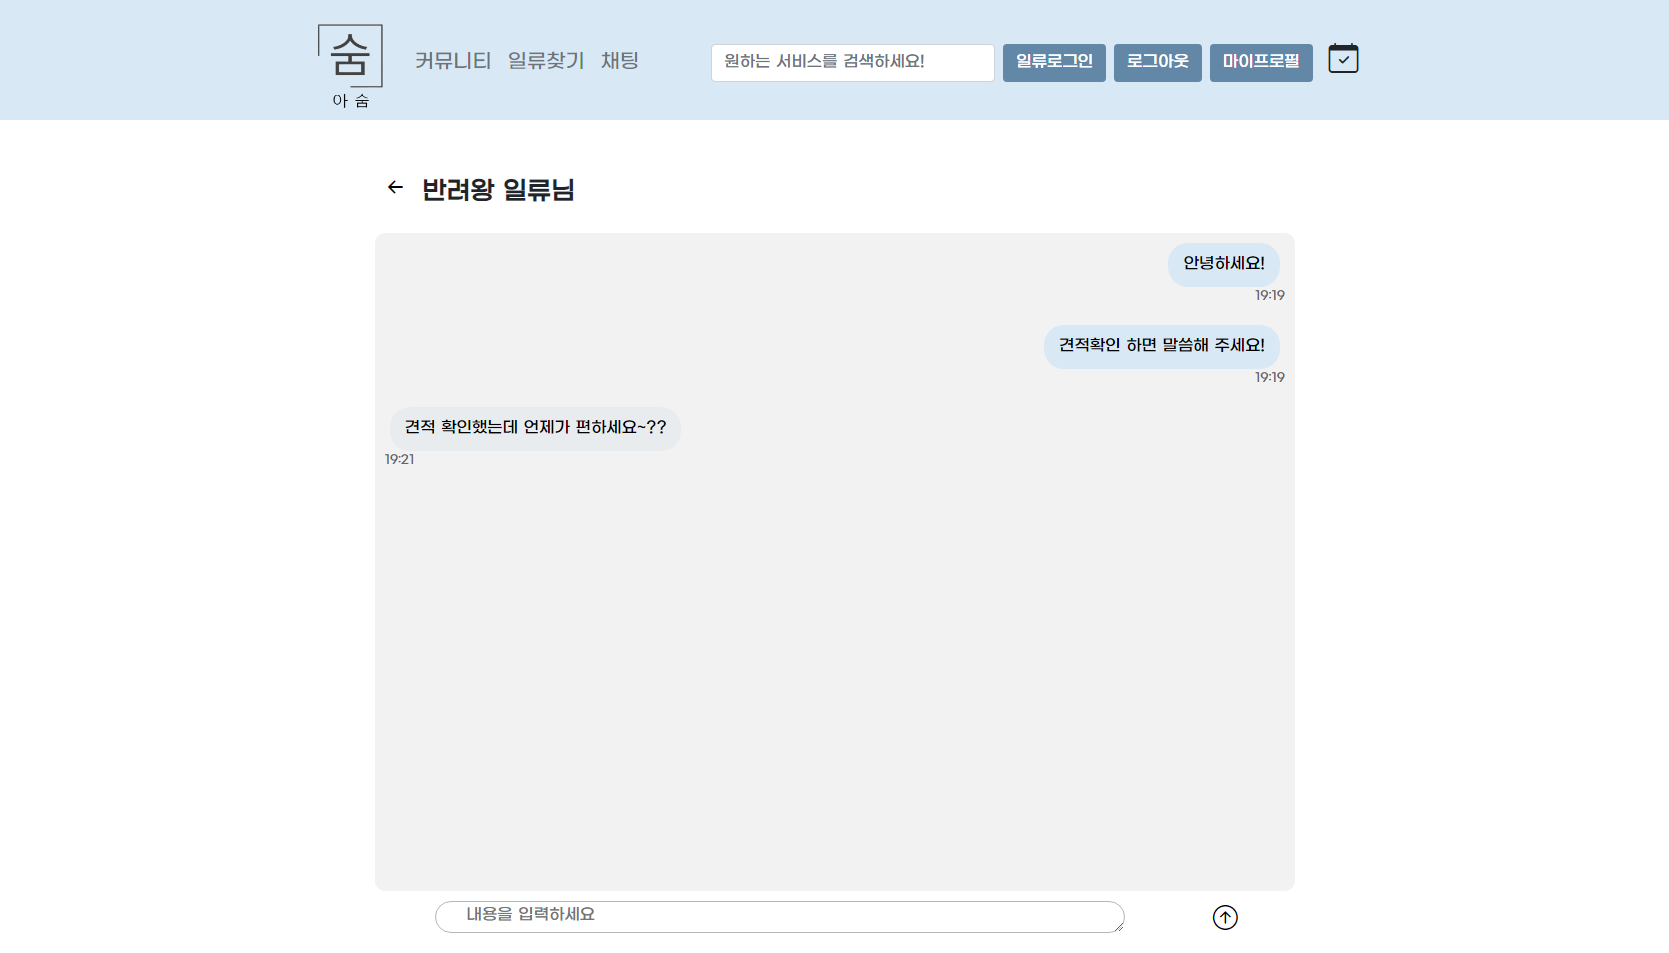 숨
아 숨
커뮤니티 일류찾기 채팅
원하는 서비스를 검색하세요!
일류로그인 로그아웃 마이프로필
반려왕 일류님
안녕하세요!
19:19
견적확인 하면 말씀해 주세요!
19:19
견적 확인했는데 언제가 편하세요~??
19:21
내용을 입력하세요